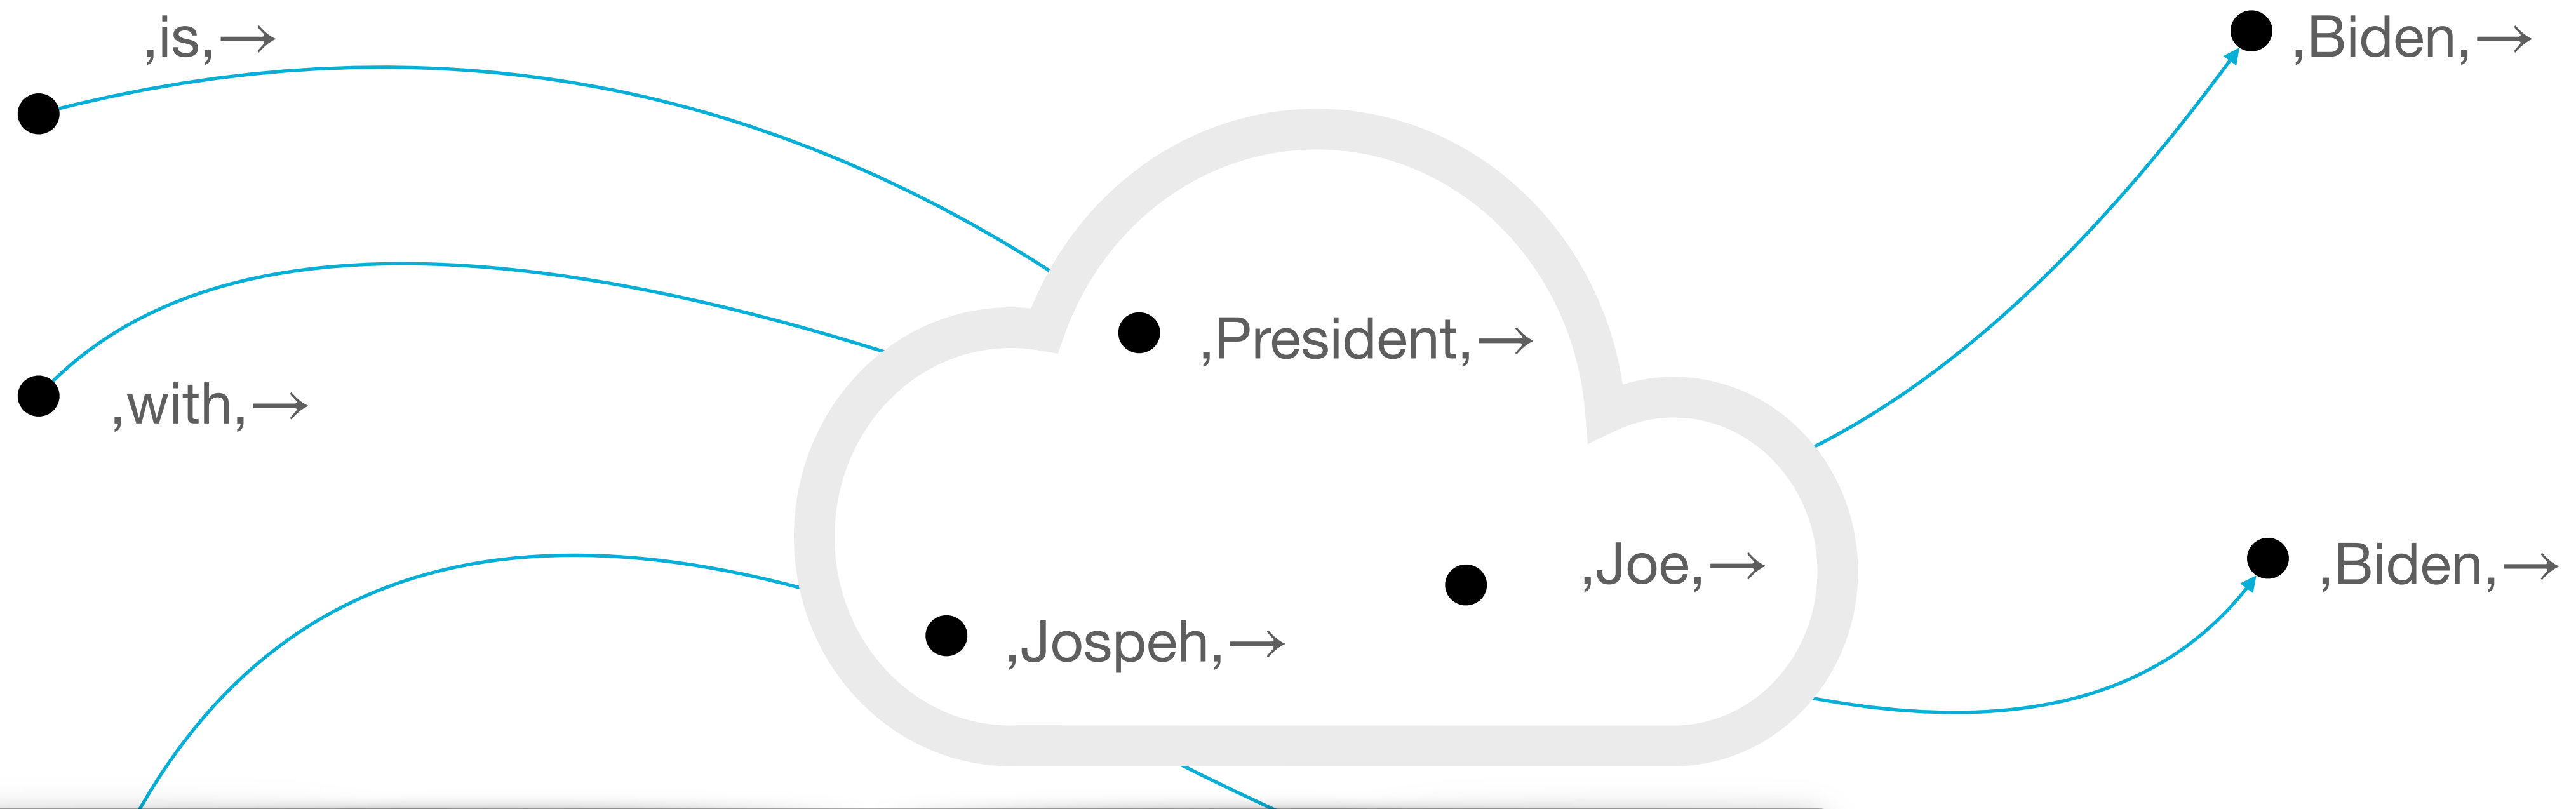 ,is,→
,Biden,→
,President,→
,with,→
,Joe,→
,Biden,→
,Jospeh,→